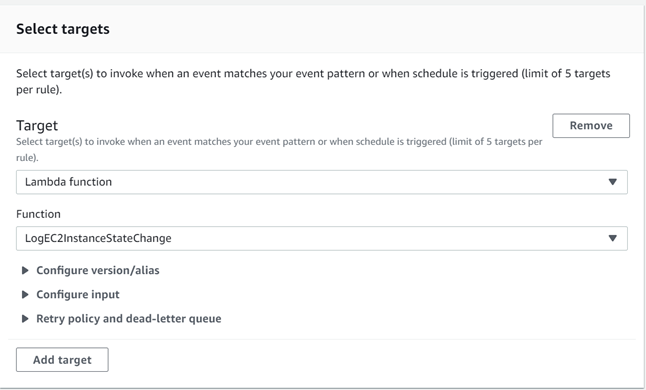 Select targets
Select target(s) to invoke when an event matches your event pattern or when schedule is triggered (limit of 5 targets
per rule).
Target
Remove
Select target(s) to invoke when an event matches your event pattern or when schedule is triggered (limit of 5 targets per
rule).
Lambda function
Function
LogEC2InstanceStateChange
Configure version/alias
Configure input
Retry policy and dead-letter queue
Add target